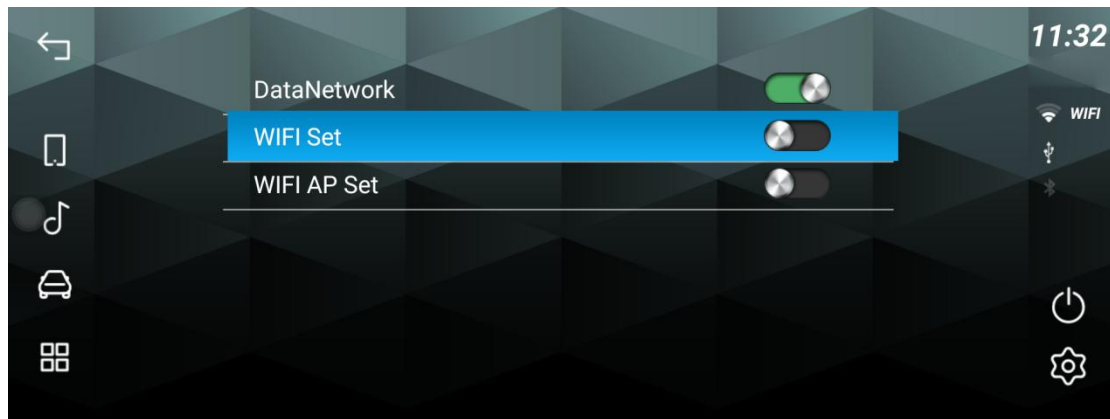 11:32
DataNetwork
WIFI
WIFI Set
WIFI AP Set